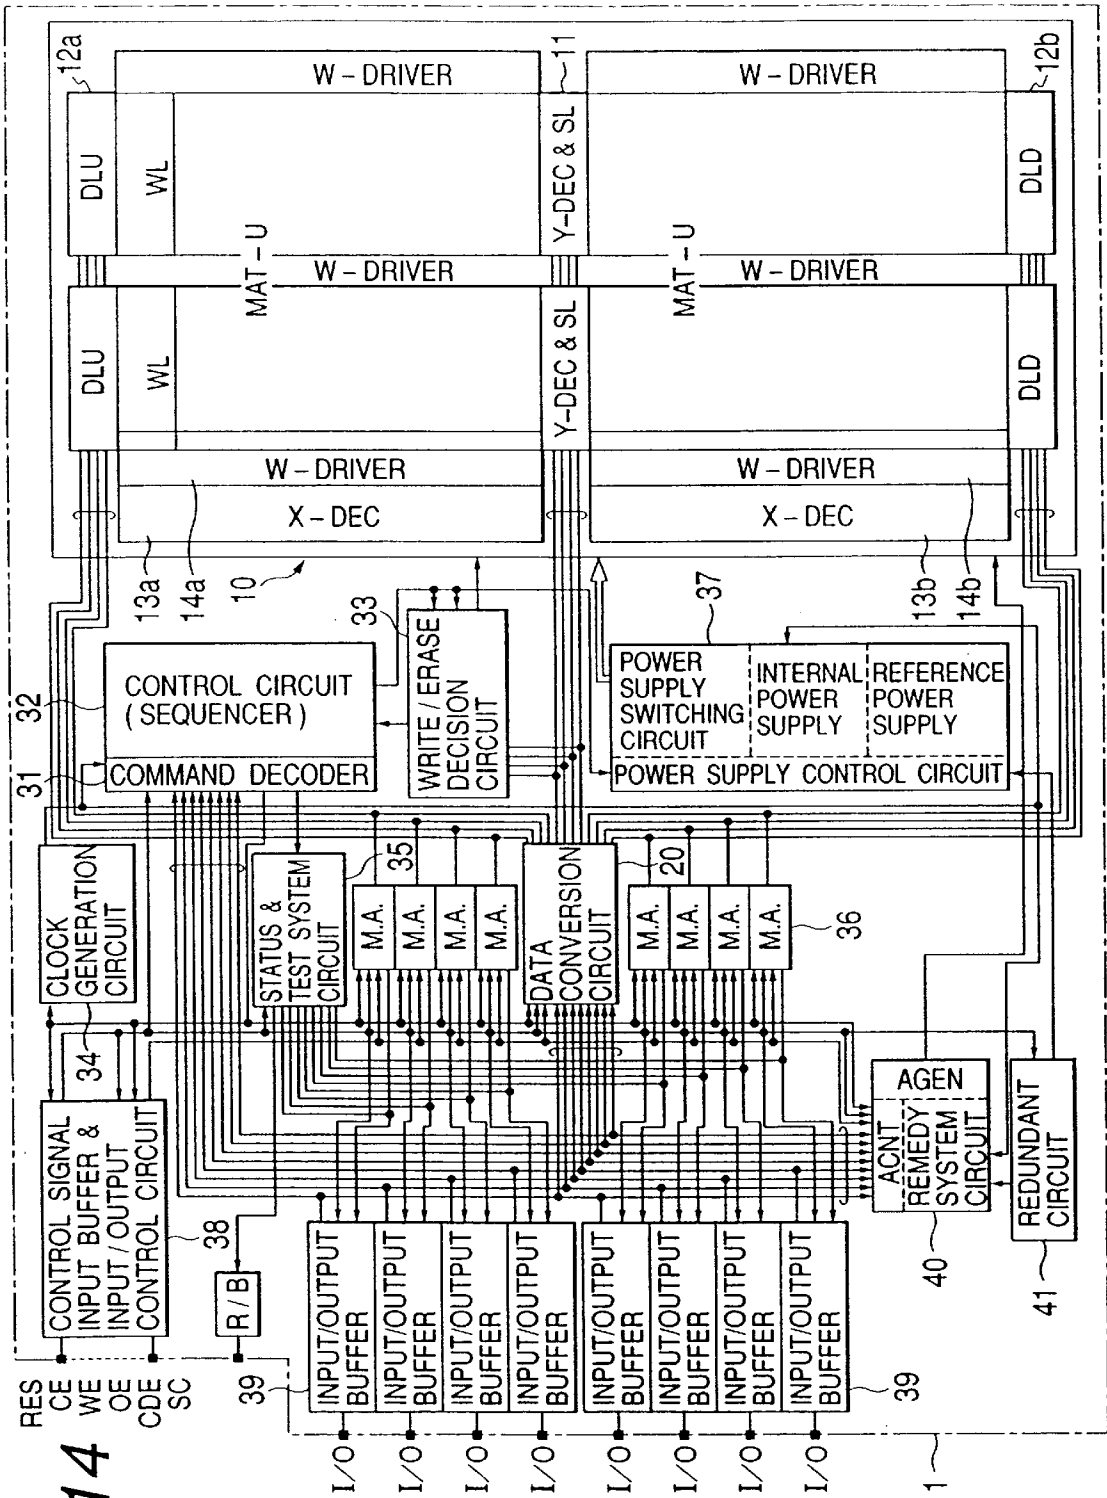 14
RES
CE
WE
OE
CDE
SC
CONTROL SIGNAL
INPUT BUFFER &
INPUT/OUTPUT
CONTROL CIRCUIT
38
34
CLOCK
GENERATION
CIRCUIT
31
32
CONTROL CIRCUIT
(SEQUENCER)
COMMAND DECODER
R/B
STATUS &
TEST SYSTEM
CIRCUIT
35
33
WRITE/ERASE
DECISION
CIRCUIT
10
13a
14a
12a
DLU
DLU
WL
WL
W-DRIVER
W-DRIVER
W-DRIVER
X-DEC
MAT-U
11
Y-DEC & SL
Y-DEC & SL
W-DRIVER
W-DRIVER
W-DRIVER
X-DEC
MAT-U
12b
DLD
DLD
13b
14b
37
POWER
SUPPLY
SWITCHING
CIRCUIT
INTERNAL
POWER
SUPPLY
REFERENCE
POWER
SUPPLY
POWER SUPPLY CONTROL CIRCUIT
M.A.
M.A.
M.A.
M.A.
DATA
CONVERSION
CIRCUIT
20
M.A.
M.A.
M.A.
M.A.
36
39
INPUT/OUTPUT
BUFFER
INPUT/OUTPUT
BUFFER
INPUT/OUTPUT
BUFFER
INPUT/OUTPUT
BUFFER
INPUT/OUTPUT
BUFFER
INPUT/OUTPUT
BUFFER
INPUT/OUTPUT
BUFFER
INPUT/OUTPUT
BUFFER
39
I/O
I/O
I/O
I/O
I/O
I/O
I/O
I/O
ACNT
AGEN
REMEDY
SYSTEM
CIRCUIT
40
REDUNDANT
CIRCUIT
41
1